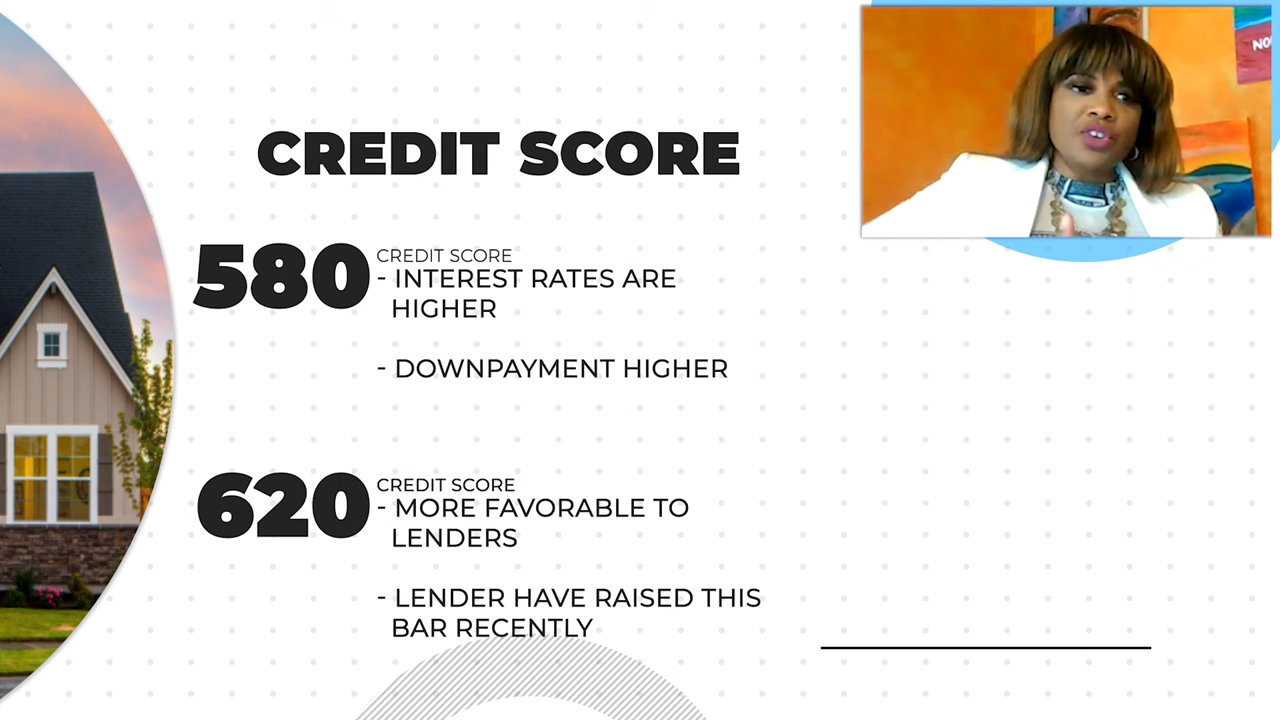 CREDIT SCORE
580 CREDIT SCORE
- INTEREST RATES ARE
HIGHER
- DOWNPAYMENT HIGHER
620 CREDIT SCORE
- MORE FAVORABLE TO
LENDERS
- LENDER HAVE RAISED THIS
BAR RECENTLY